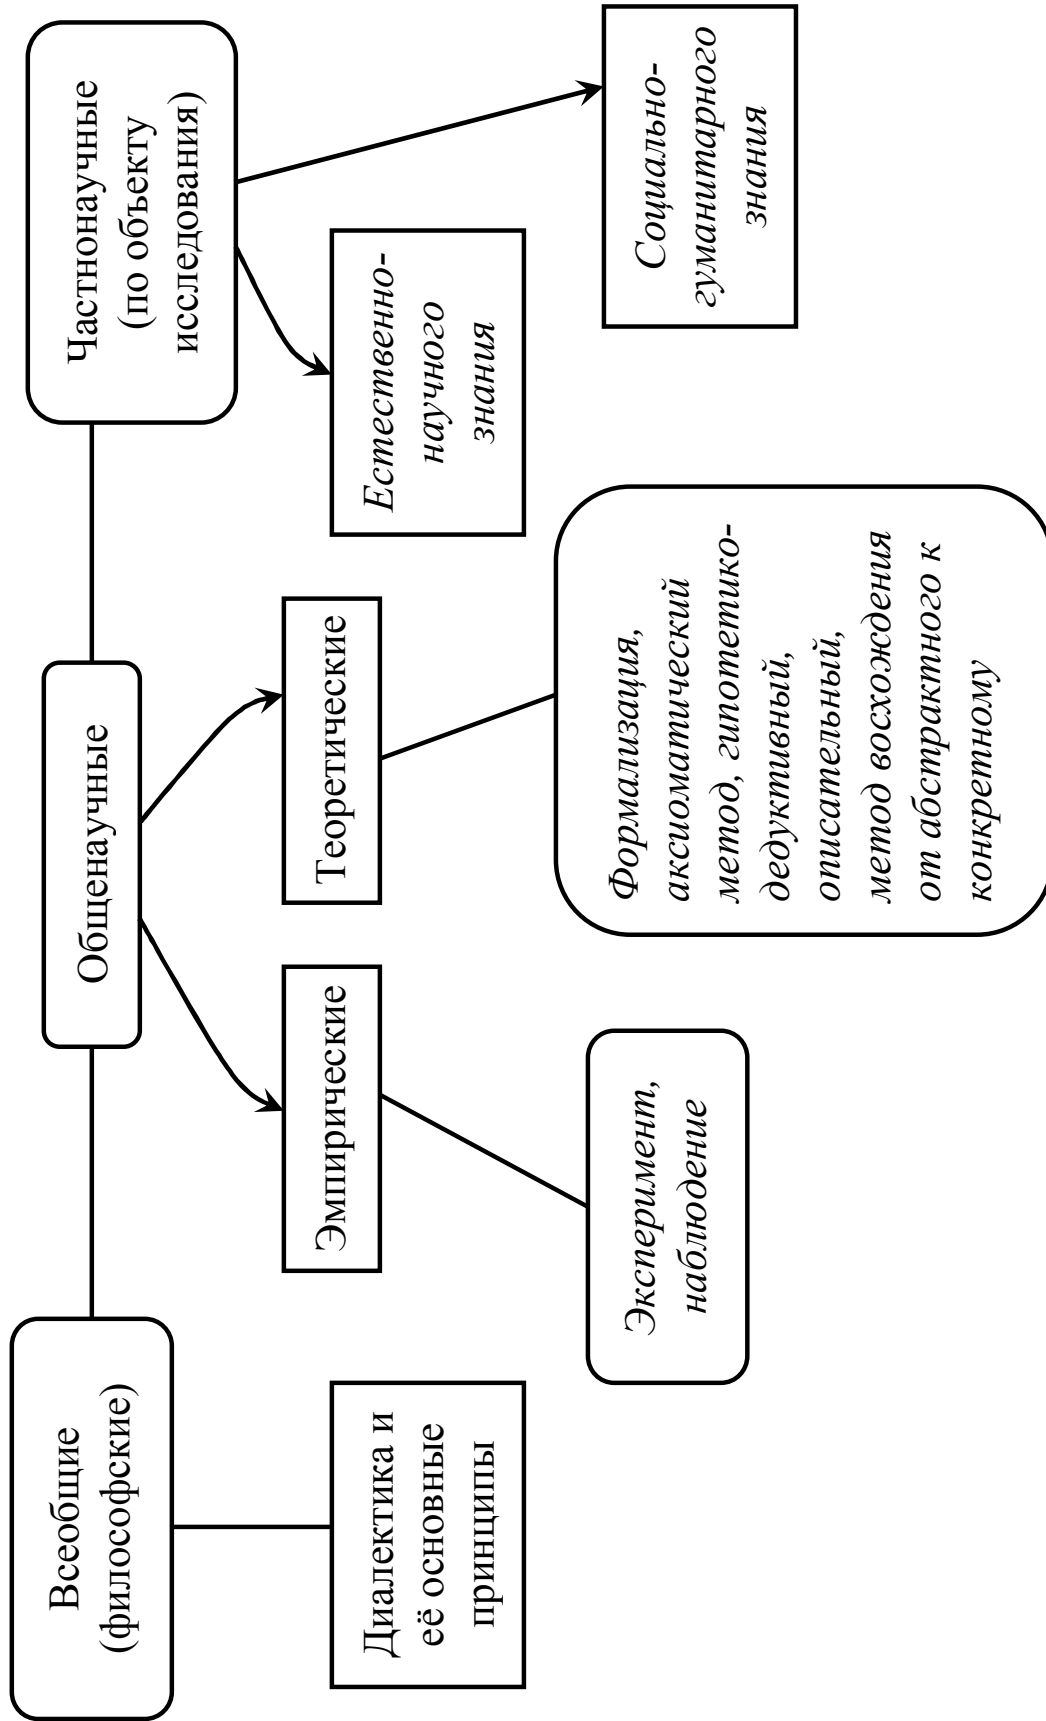 Всеобщие
(философские)
Общенаучные
Частнонаучные
(по объекту
исследования)
Диалектика и
её основные
принципы
Эмпирические
Теоретические
Естественно-
научного
знания
Социально-
гуманитарного
знания
Эксперимент,
наблюдение
Формализация,
аксиоматический
метод, гипотетико-
дедуктивный,
описательный,
метод восхождения
от абстрактного к
конкретному